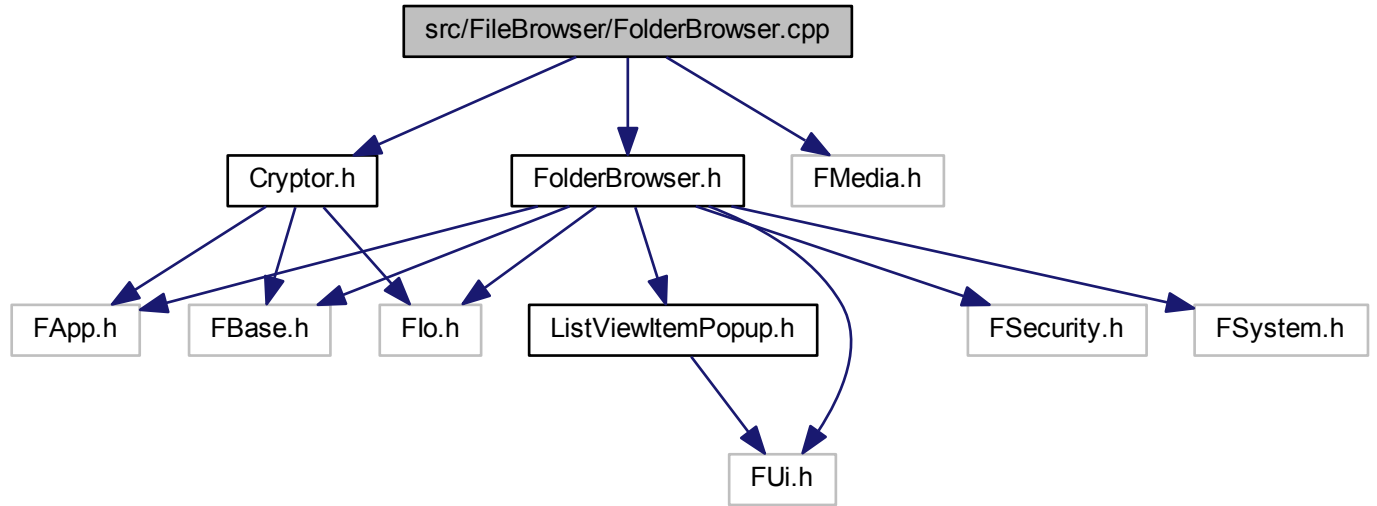 src/FileBrowser/FolderBrowser.cpp
Cryptor.h
FolderBrowser.h
FMedia.h
FApp.h
FBase.h
FIo.h
ListViewItemPopup.h
FSecurity.h
FSystem.h
FUi.h